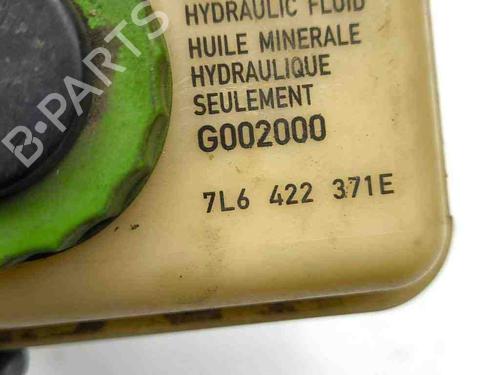 HYDRAULIC FLUID
HUILE MINERALE
HYDRAULIQUE
SEULEMENT
G002000
7L6 422 371E
B-PARTS